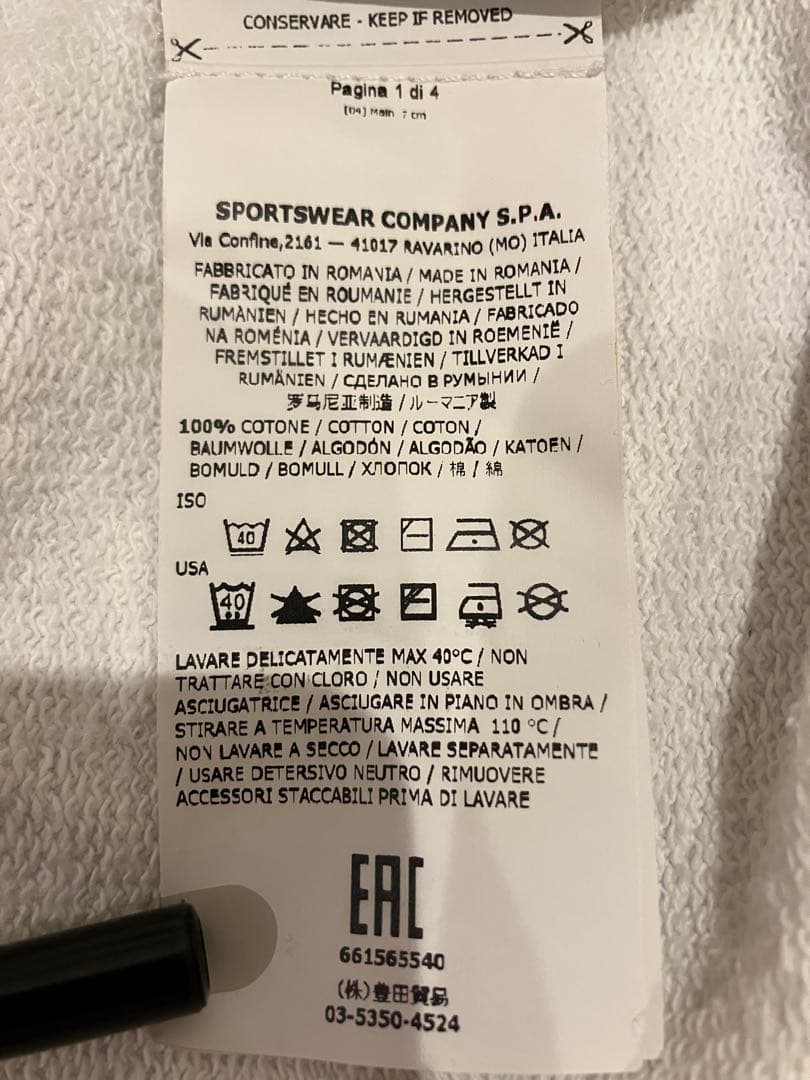 CONSERVARE - KEEP IF REMOVED
Pagina 1 di 4
[04] Main 7 cm
SPORTSWEAR COMPANY S.P.A.
Via Confine,2161 — 41017 RAVARINO (MO) ITALIA
FABBRICATO IN ROMANIA / MADE IN ROMANIA /
FABRIQUÉ EN ROUMANIE / HERGESTELLT IN
RUMÄNIEN / HECHO EN RUMANIA / FABRICADO
NA ROMÉNIA / VERVAARDIGD IN ROEMENIË /
FREMSTILLET I RUMÆNIEN / TILLVERKAD I
RUMÄNIEN / СДЕЛАНО В РУМЫНИИ /
罗马尼亚制造 / ルーマニア製
100% COTONE / COTTON / COTON /
BAUMWOLLE / ALGODÓN / ALGODÃO / KATOEN /
BOMULD / BOMULL / ХЛОПОК / 棉 / 綿
ISO
40
USA
40
LAVARE DELICATAMENTE MAX 40°C / NON
TRATTARE CON CLORO / NON USARE
ASCIUGATRICE / ASCIUGARE IN PIANO IN OMBRA /
STIRARE A TEMPERATURA MASSIMA 110 °C /
NON LAVARE A SECCO / LAVARE SEPARATAMENTE
/ USARE DETERSIVO NEUTRO / RIMUOVERE
ACCESSORI STACCABILI PRIMA DI LAVARE
EAC
661565540
(株)豊田貿易
03-5350-4524